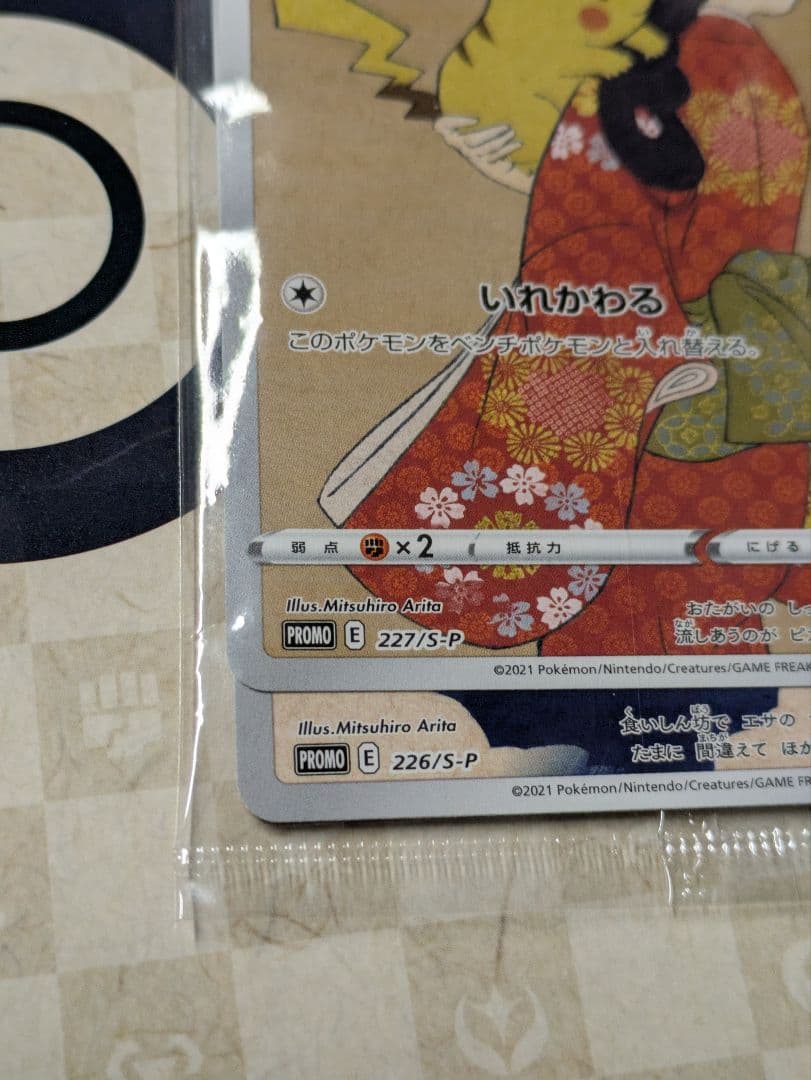 いれかわる
このポケモンをベンチポケモンと入れ替える。
弱点 ×2 抵抗力 にげる
Illus.Mitsuhiro Arita
おたがいの しっ
PROMO E 227/S-P
流しあうのが ピ
©2021 Pokémon/Nintendo/Creatures/GAME FREAK
Illus.Mitsuhiro Arita
食いしん坊で エサの
PROMO E 226/S-P
たまに 間違えて ほか
©2021 Pokémon/Nintendo/Creatures/GAME F